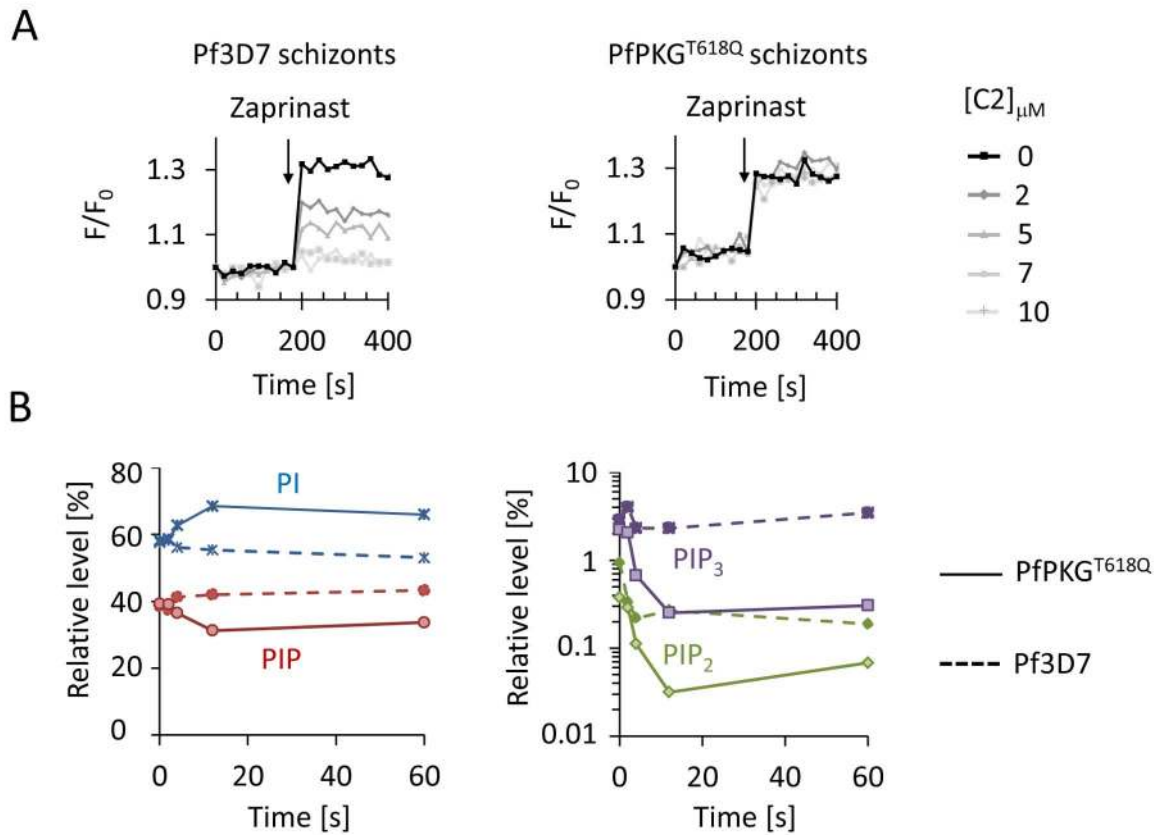 A
Pf3D7 schizonts
Zaprinast
F/F₀
1.3
1.1
0.9
0
200
400
Time [s]
PfPKGᵀ⁶¹⁸Q schizonts
Zaprinast
F/F₀
1.3
1.1
0.9
0
200
400
Time [s]
[C2]μM
0
2
5
7
10
B
Relative level [%]
80
60
40
20
0
PI
PIP
0
20
40
60
Time [s]
Relative level [%]
10
1
0.1
0.01
PIP₃
PIP₂
0
20
40
60
Time [s]
PfPKGᵀ⁶¹⁸Q
Pf3D7